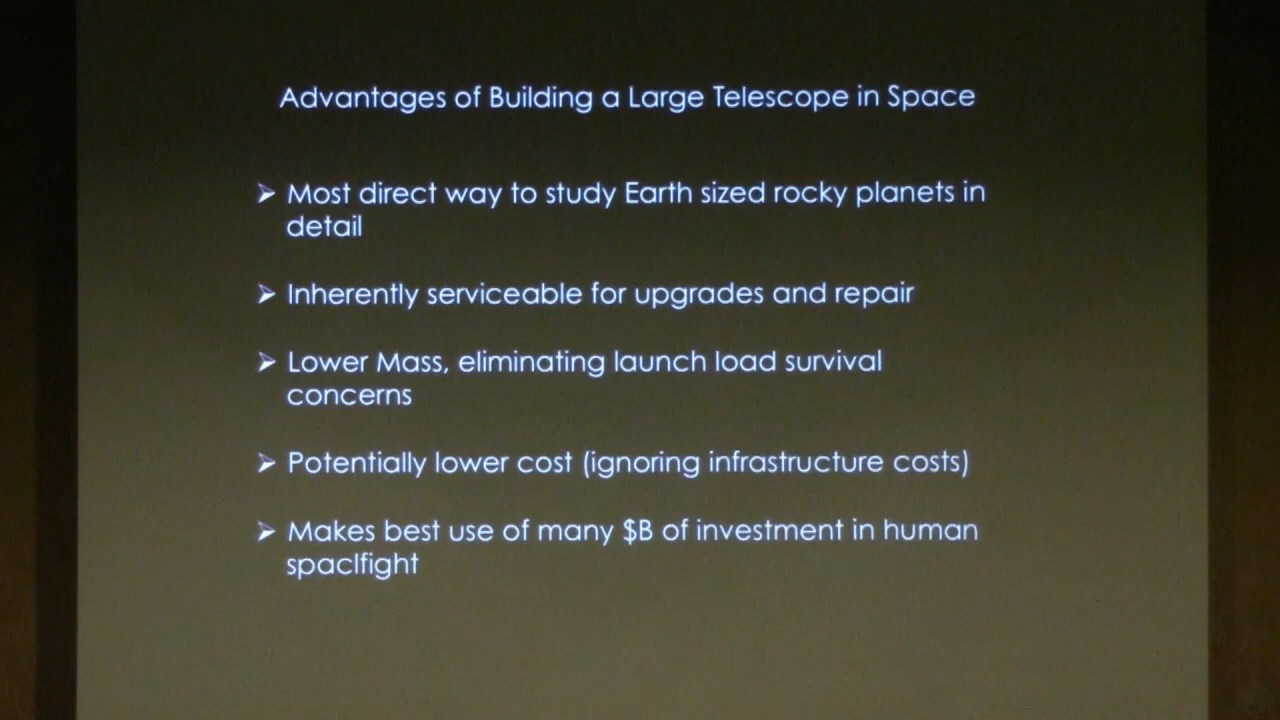 Advantages of Building a Large Telescope in Space
➢ Most direct way to study Earth sized rocky planets in
detail
➢ Inherently serviceable for upgrades and repair
➢ Lower Mass, eliminating launch load survival
concerns
➢ Potentially lower cost (ignoring infrastructure costs)
➢ Makes best use of many $B of investment in human
spaclfight